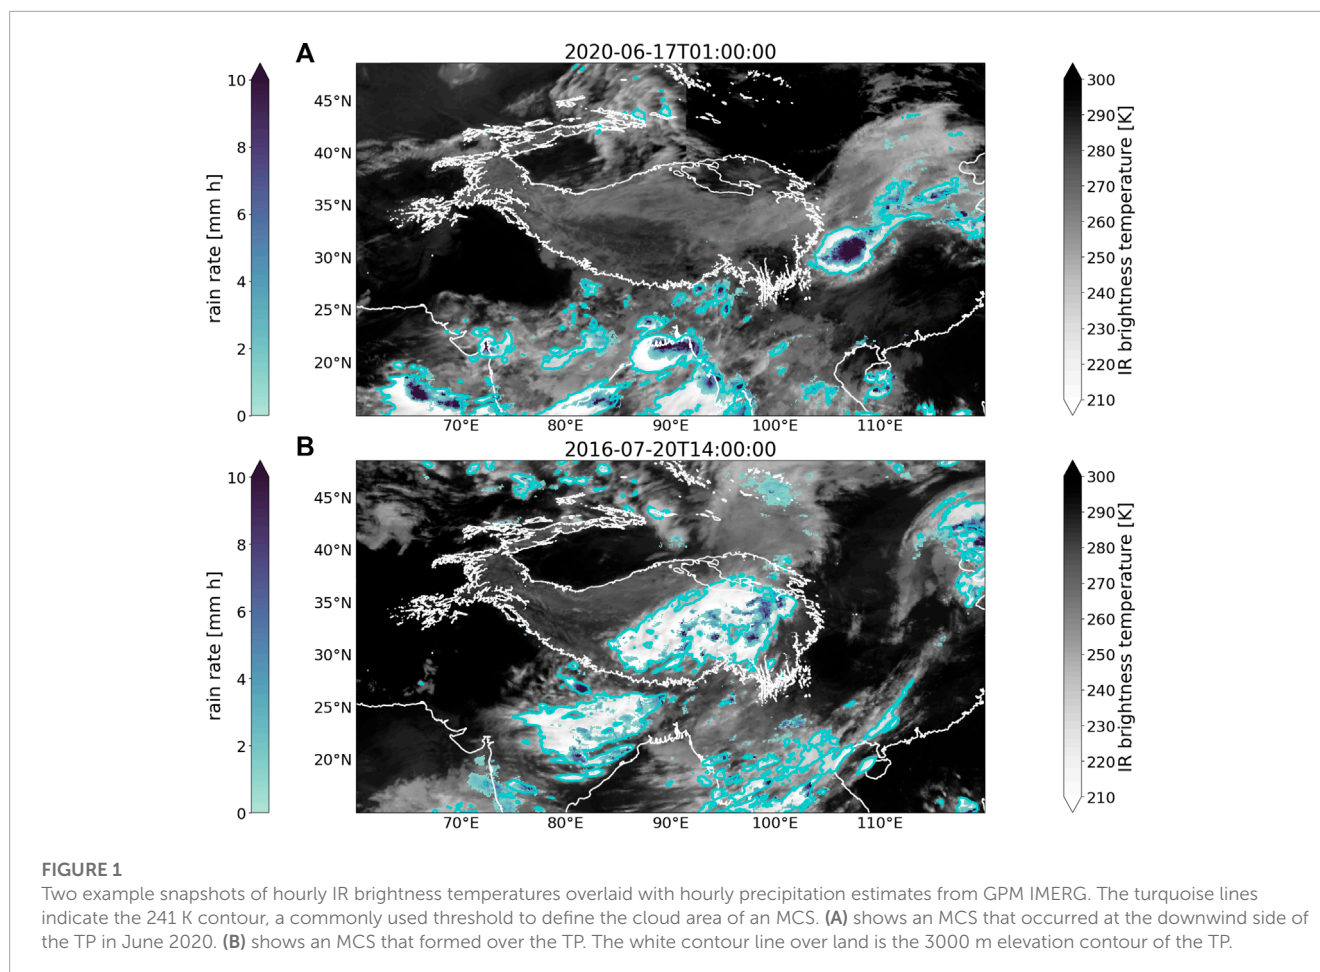 A
2020-06-17T01:00:00
10
8
6
4
2
0
rain rate [mm h]
45°N
40°N
35°N
30°N
25°N
20°N
70°E 80°E 90°E 100°E 110°E
300
290
280
270
260
250
240
230
220
210
IR brightness temperature [K]
B
2016-07-20T14:00:00
10
8
6
4
2
0
rain rate [mm h]
45°N
40°N
35°N
30°N
25°N
20°N
70°E 80°E 90°E 100°E 110°E
300
290
280
270
260
250
240
230
220
210
IR brightness temperature [K]
FIGURE 1
Two example snapshots of hourly IR brightness temperatures overlaid with hourly precipitation estimates from GPM IMERG. The turquoise lines
indicate the 241 K contour, a commonly used threshold to define the cloud area of an MCS. (A) shows an MCS that occurred at the downwind side of
the TP in June 2020. (B) shows an MCS that formed over the TP. The white contour line over land is the 3000 m elevation contour of the TP.